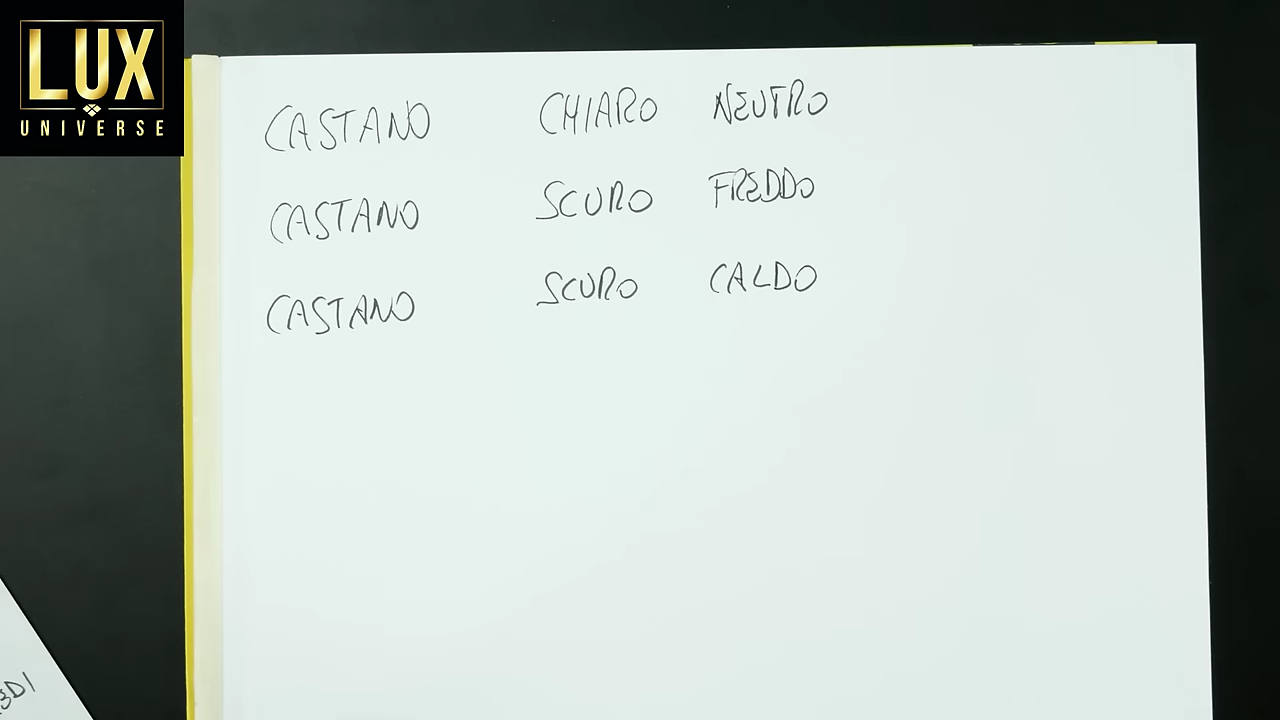 LUX
UNIVERSE
CASTANO CHIARO NEUTRO
CASTANO SCURO FREDDO
CASTANO SCURO CALDO